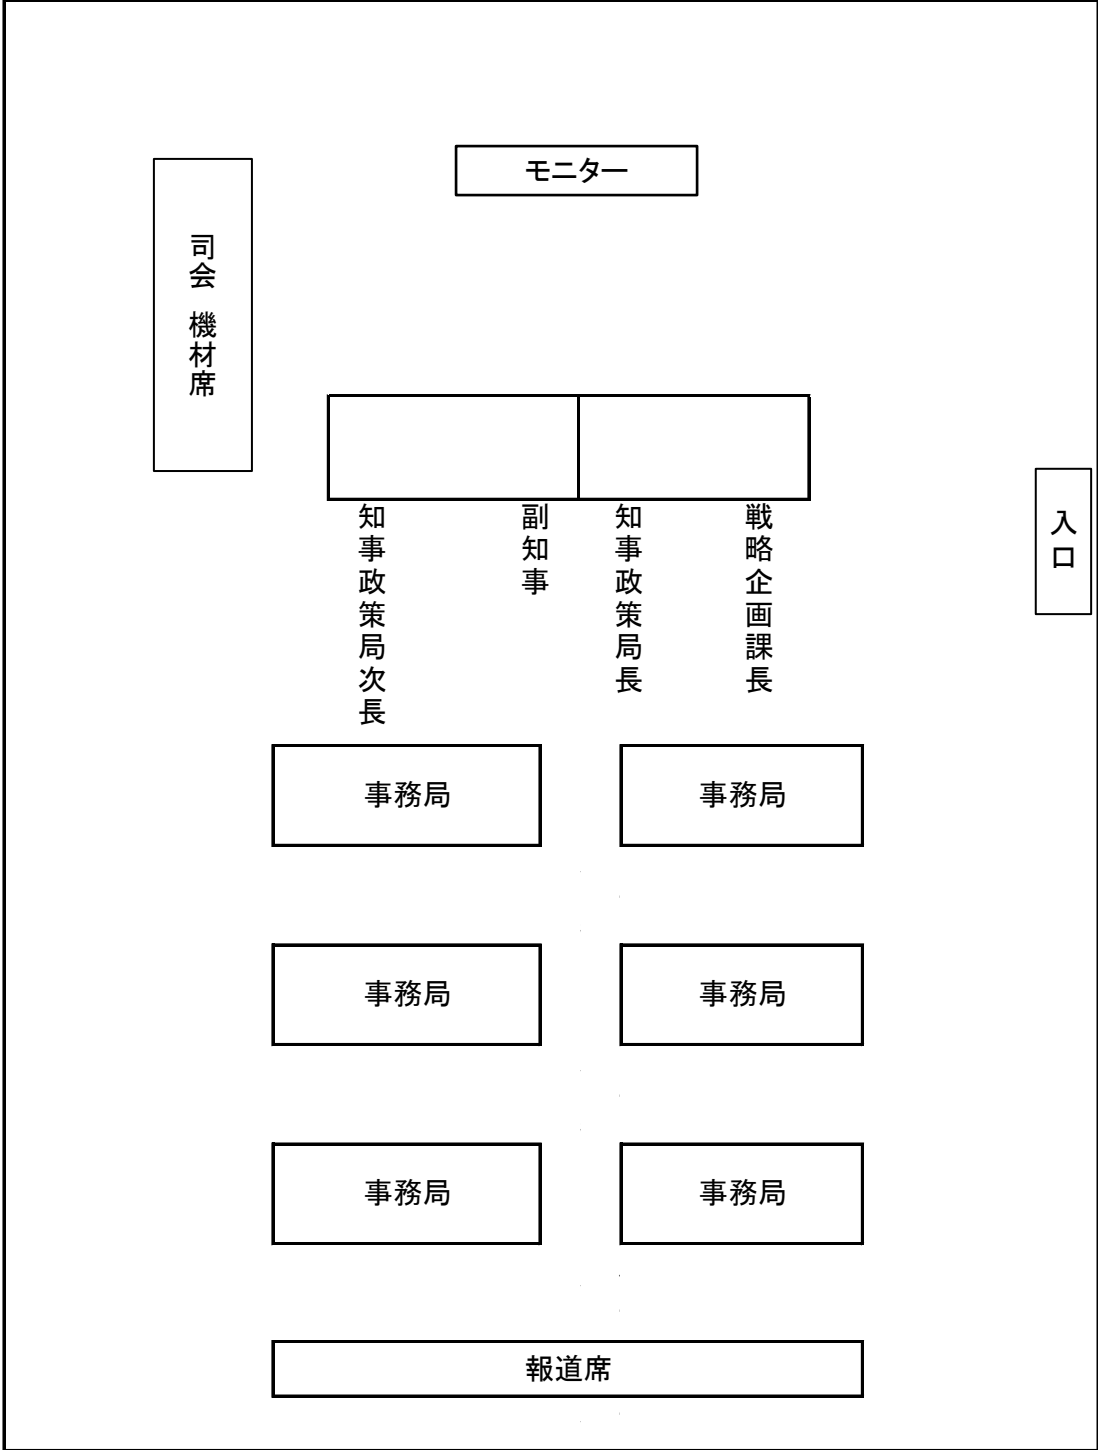 モニター
司会 機材席
入口
知事政策局次長
副知事
知事政策局長
戦略企画課長
事務局
事務局
事務局
事務局
事務局
事務局
報道席